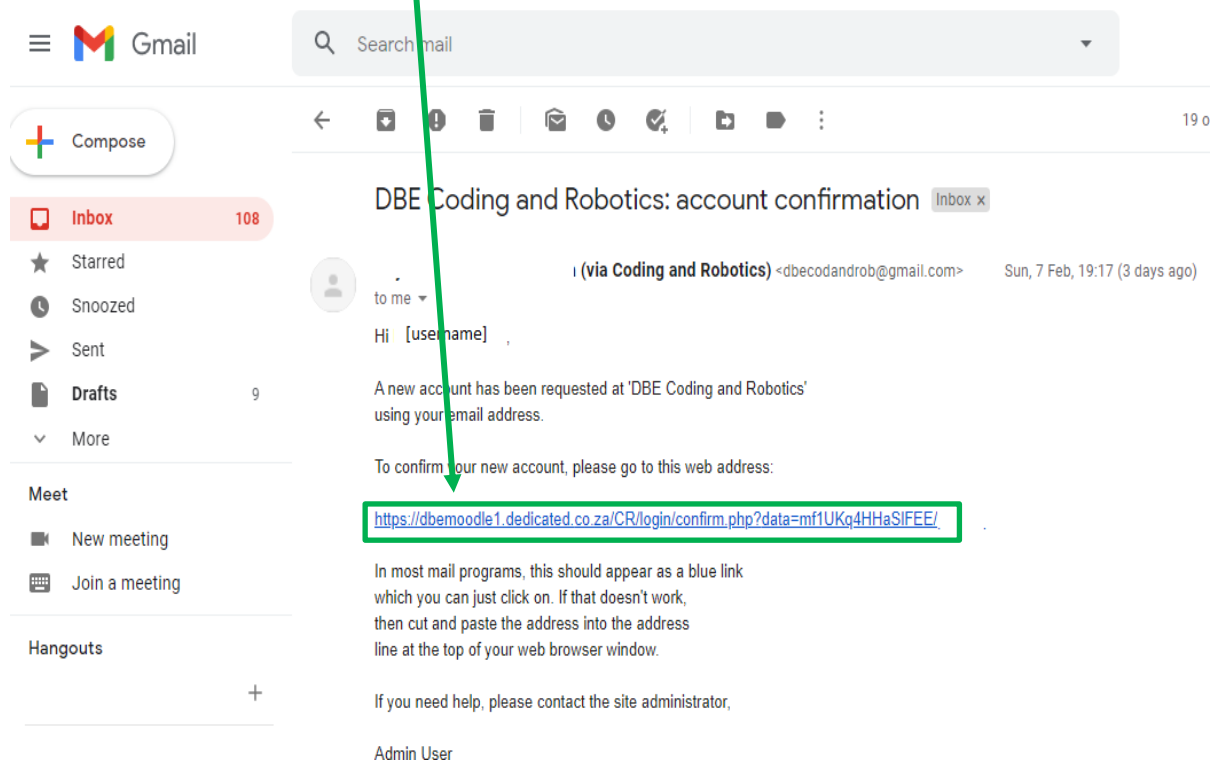 Gmail
Search mail
Compose
19 o
DBE Coding and Robotics: account confirmation Inbox x
Inbox 108
Starred
(via Coding and Robotics) <dbecodandrob@gmail.com> Sun, 7 Feb, 19:17 (3 days ago)
to me
Snoozed
Hi [username] ,
Sent
Drafts 9
A new account has been requested at 'DBE Coding and Robotics'
using your email address.
More
To confirm your new account, please go to this web address:
Meet
https://dbemoodle1.dedicated.co.za/CR/login/confirm.php?data=mf1UKq4HHaSlFEE/
New meeting
Join a meeting
In most mail programs, this should appear as a blue link
which you can just click on. If that doesn't work,
then cut and paste the address into the address
line at the top of your web browser window.
Hangouts
If you need help, please contact the site administrator,
Admin User